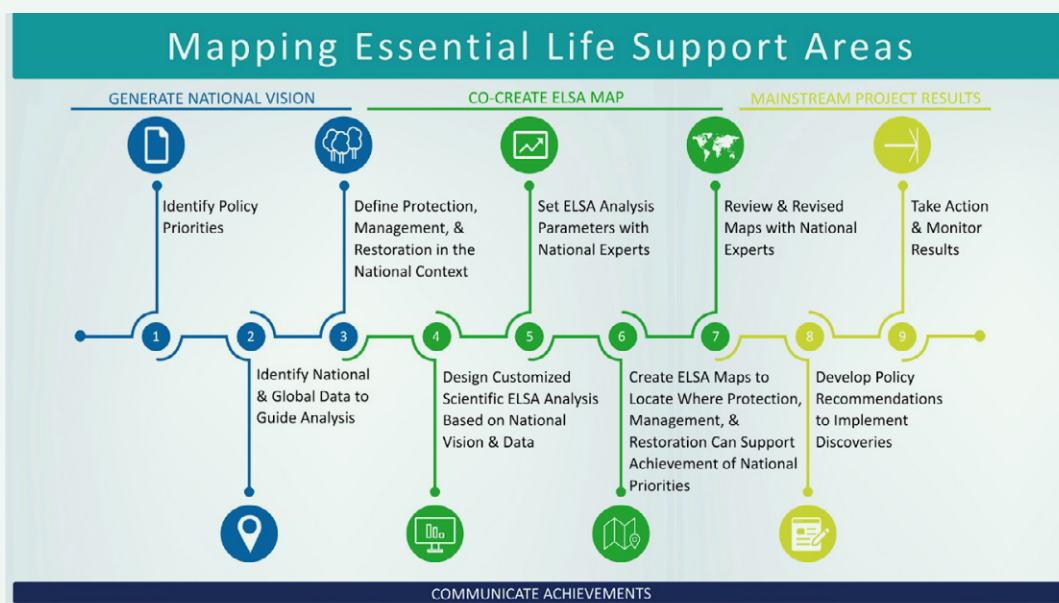 Mapping Essential Life Support Areas
GENERATE NATIONAL VISION
CO-CREATE ELSA MAP
MAINSTREAM PROJECT RESULTS
Identify Policy
Priorities
Define Protection,
Management, &
Restoration in the
National Context
Set ELSA Analysis
Parameters with
National Experts
Review & Revised
Maps with National
Experts
Take Action
& Monitor
Results
1
2
3
4
5
6
7
8
9
Identify National
& Global Data to
Guide Analysis
Design Customized
Scientific ELSA Analysis
Based on National
Vision & Data
Create ELSA Maps to
Locate Where Protection,
Management, &
Restoration Can Support
Achievement of National
Priorities
Develop Policy
Recommendations
to Implement
Discoveries
COMMUNICATE ACHIEVEMENTS